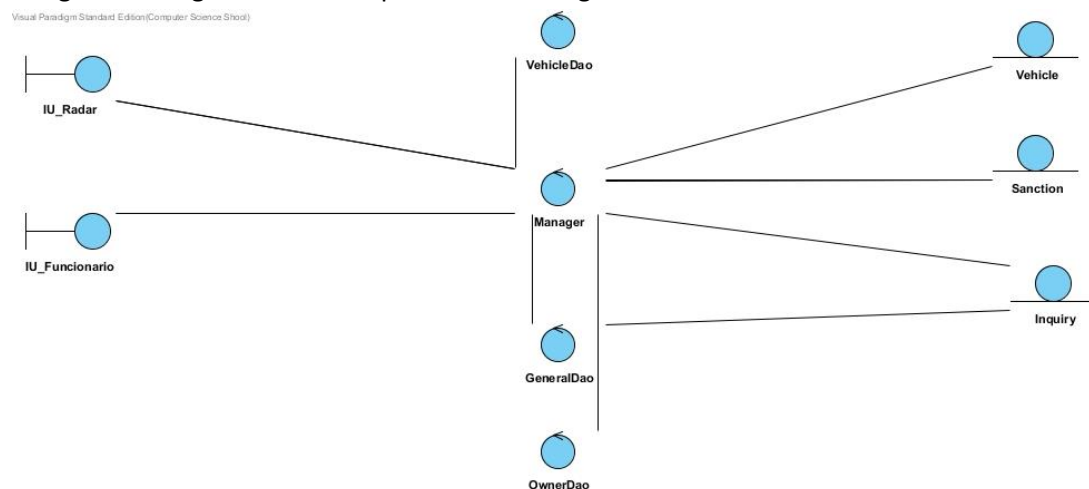 Visual Paradigm Standard Edition(Computer Science Shool)
VehicleDao
Vehicle
IU_Radar
Sanction
Manager
IU_Funcionario
Inquiry
GeneralDao
OwnerDao